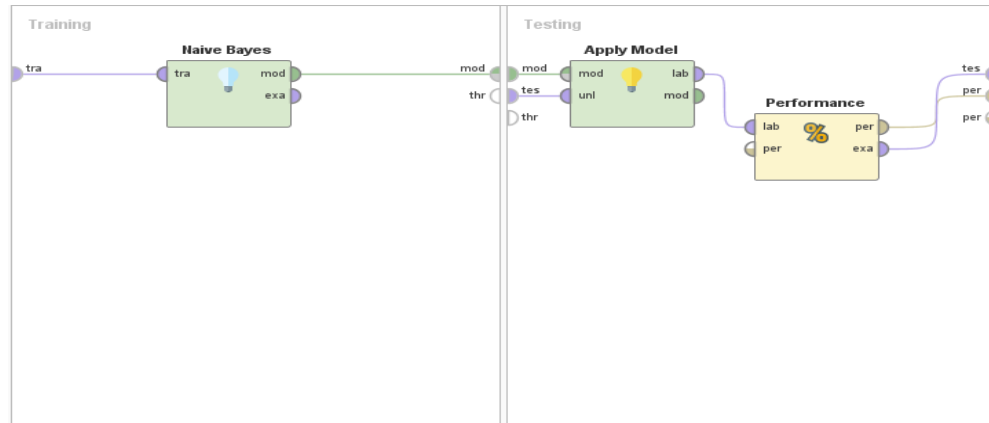 Training
tra
Naive Bayes
tra mod
exa
mod
thr
Testing
mod
tes
thr
Apply Model
mod lab
unl mod
Performance
lab per
per exa
tes
per
per